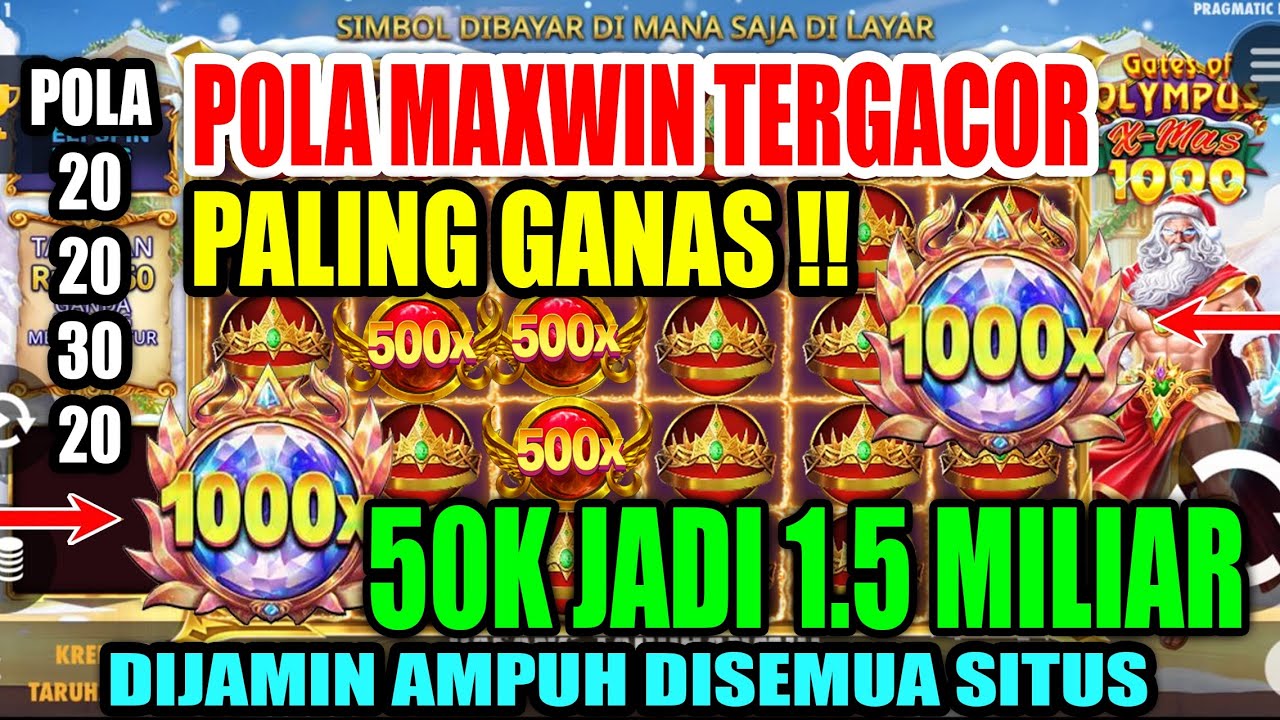 PRAGMATIC
SIMBOL DIBAYAR DI MANA SAJA DI LAYAR
POLA MAXWIN TERGACOR
PALING GANAS !!
POLA
20
20
30
20
Gates of
OLYMPUS
X-Mas
1000
500x
500x
1000x
500x
1000x
50K JADI 1.5 MILIAR
DIJAMIN AMPUH DISEMUA SITUS